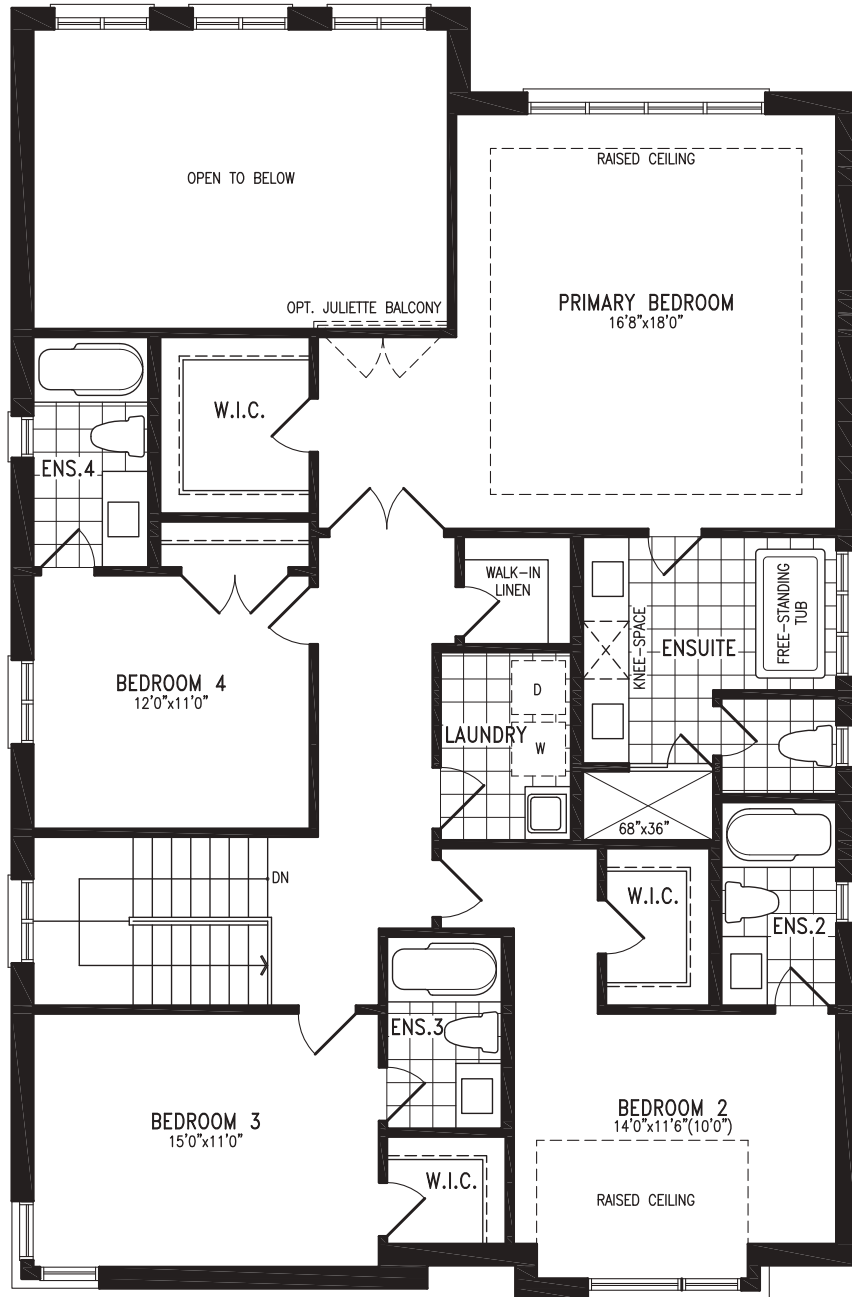 RAISED CEILING
OPEN TO BELOW
OPT. JULIETTE BALCONY
PRIMARY BEDROOM
16'8"x18'0"
W.I.C.
ENS.4
WALK-IN
LINEN
KNEE-SPACE
X
ENSUITE
FREE-STANDING
TUB
BEDROOM 4
12'0"x11'0"
D
LAUNDRY
W
68"x36"
DN
W.I.C.
ENS.2
ENS.3
BEDROOM 3
15'0"x11'0"
BEDROOM 2
14'0"x11'6"(10'0")
W.I.C.
RAISED CEILING